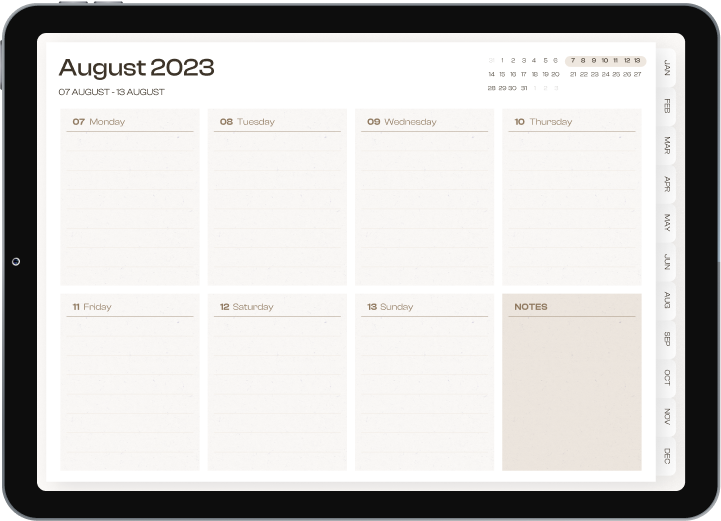 August 2023
07 AUGUST - 13 AUGUST
31 1 2 3 4 5 6 7 8 9 10 11 12 13
14 15 16 17 18 19 20 21 22 23 24 25 26 27
28 29 30 31 1 2 3
07 Monday
08 Tuesday
09 Wednesday
10 Thursday
11 Friday
12 Saturday
13 Sunday
NOTES
JAN
FEB
MAR
APR
MAY
JUN
AUG
SEP
OCT
NOV
DEC